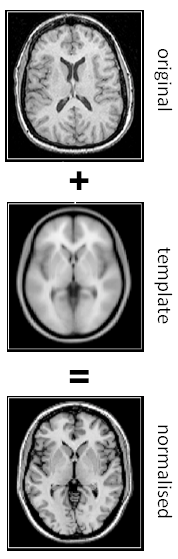 original
+
template
=
normalised